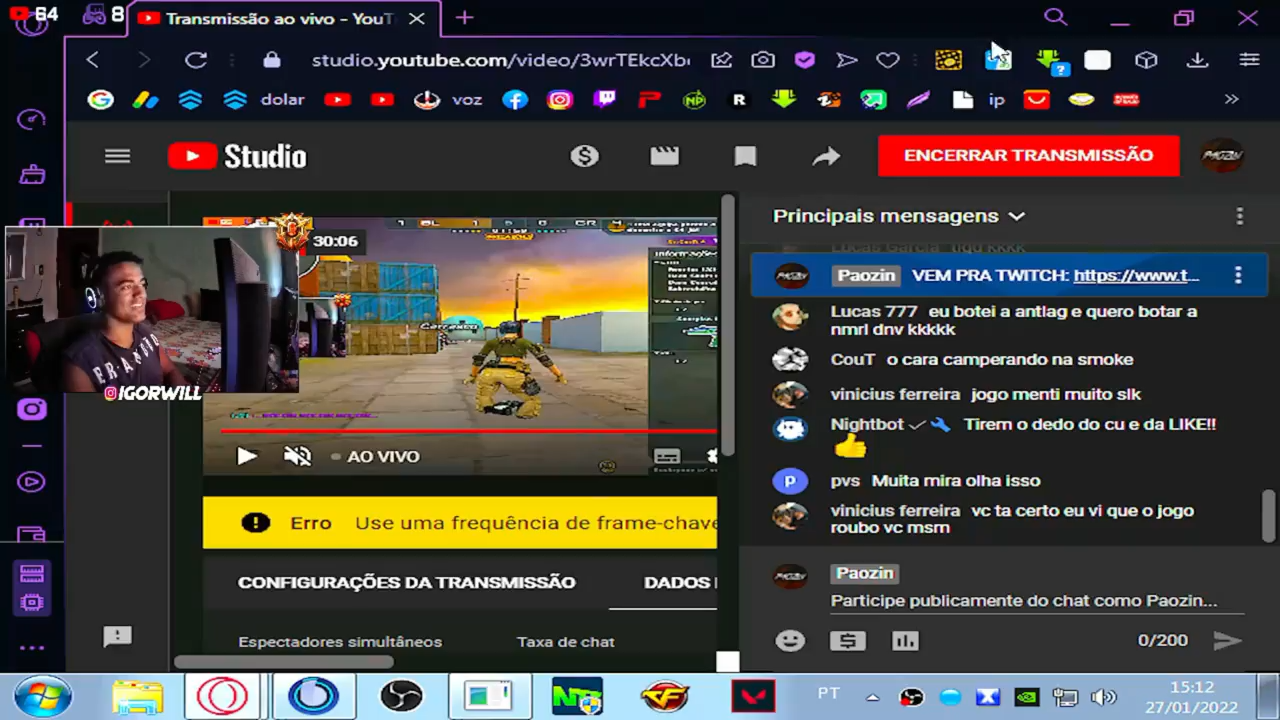 64
8
Transmissão ao vivo - YouT
studio.youtube.com/video/3wrTEkcXb
dolar
voz
ip
Studio
ENCERRAR TRANSMISSÃO
30:06
FRANCO
@IGORWILL
AO VIVO
Erro Use uma frequência de frame-chave
CONFIGURAÇÕES DA TRANSMISSÃO
DADOS
Espectadores simultâneos
Taxa de chat
Principais mensagens
Lucas Garcia tigo kkkk
Paozin VEM PRA TWITCH: https://www.t...
Lucas 777 eu botei a antlag e quero botar a
nmrl dnv kkkkk
CouT o cara camperando na smoke
vinicius ferreira jogo menti muito slk
Nightbot Tirem o dedo do cu e da LIKE!!
pvs Muita mira olha isso
vinicius ferreira vc ta certo eu vi que o jogo
roubo vc msm
Paozin
Participe publicamente do chat como Paozin...
0/200
PT
15:12
27/01/2022